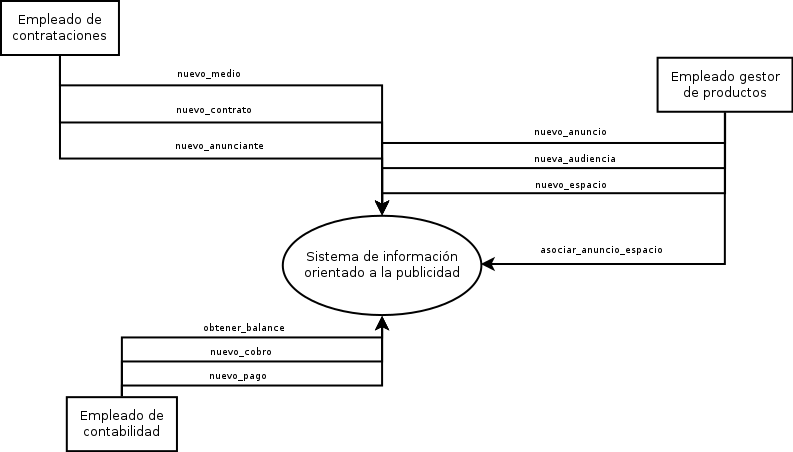 Empleado de
contrataciones
nuevo_medio
nuevo_contrato
nuevo_anunciante
Empleado gestor
de productos
nuevo_anuncio
nueva_audiencia
nuevo_espacio
asociar_anuncio_espacio
Sistema de información
orientado a la publicidad
obtener_balance
nuevo_cobro
nuevo_pago
Empleado de
contabilidad